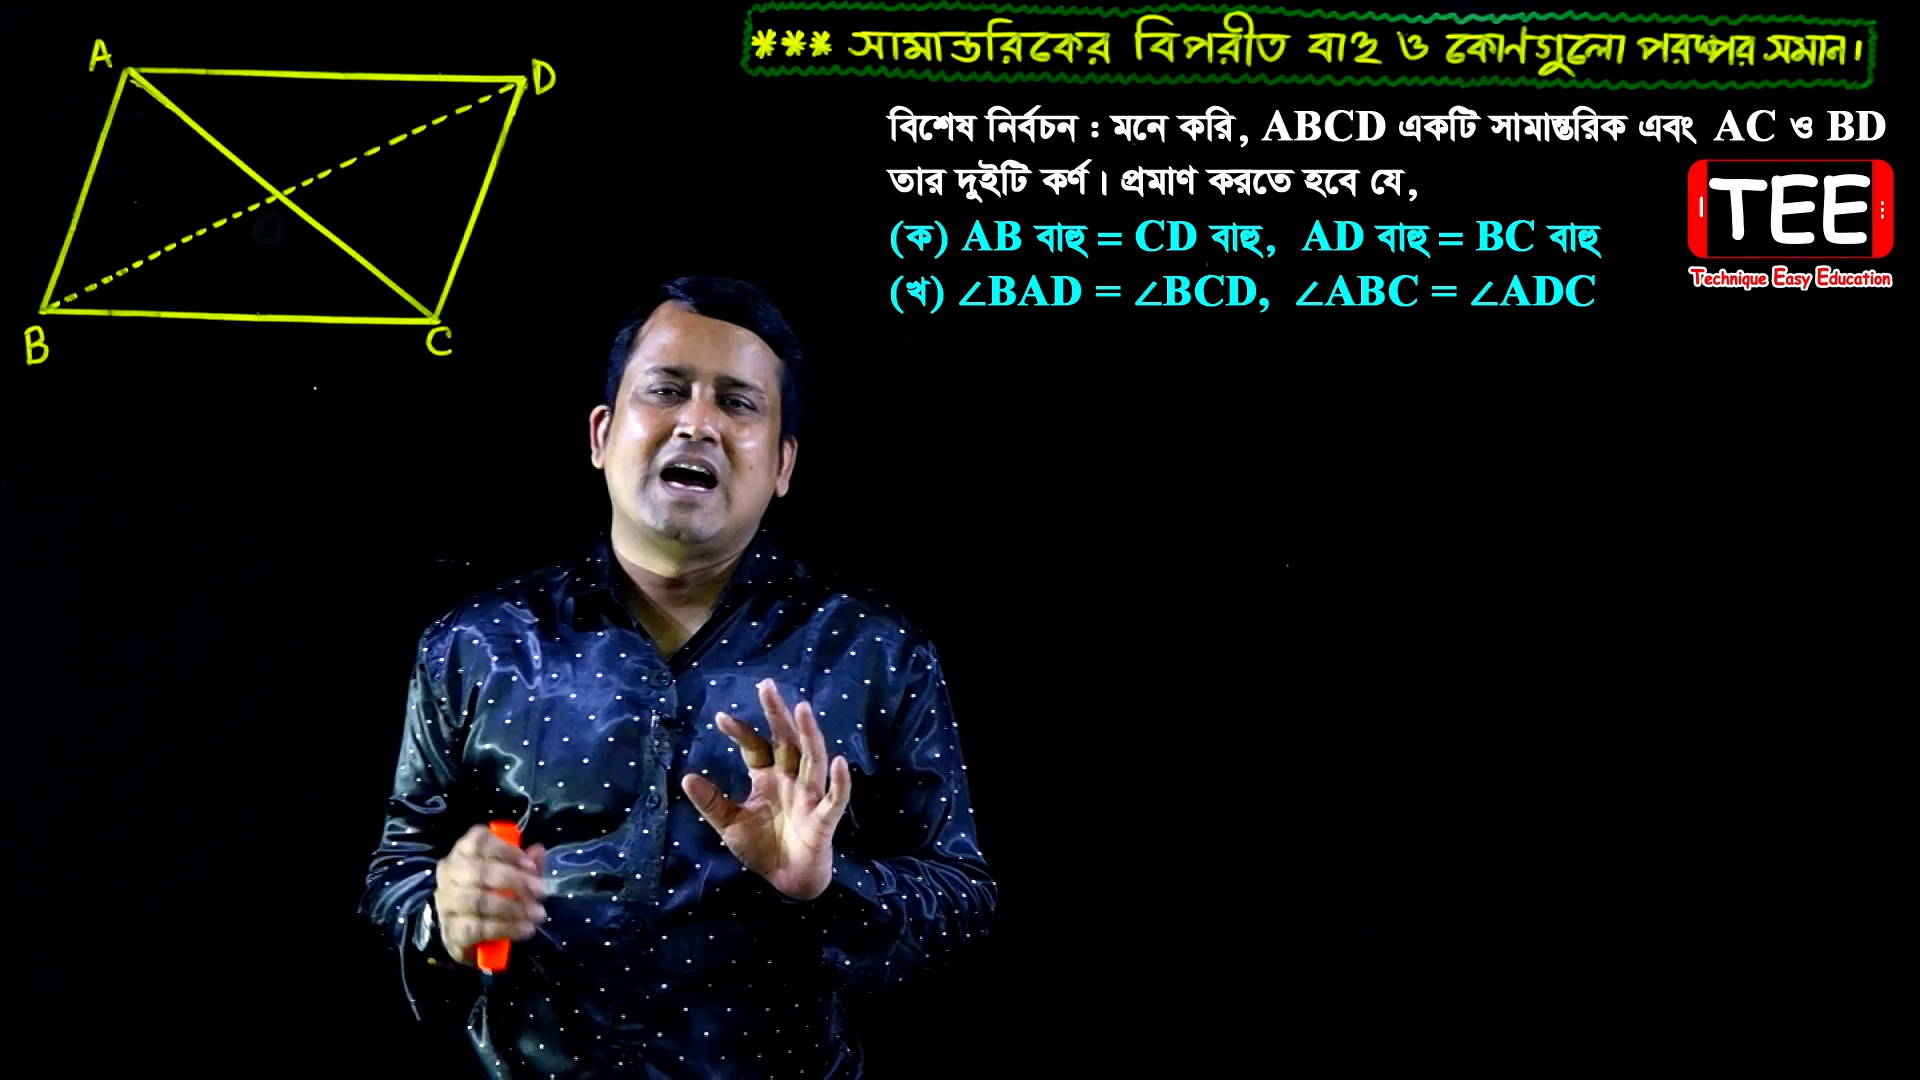 *** সামান্তরিকের বিপরীত বাহু ও কোণগুলো পরস্পর সমান।
A
D
B
C
O
বিশেষ নির্বচন : মনে করি, ABCD একটি সামান্তরিক এবং AC ও BD
তার দুইটি কর্ণ। প্রমাণ করতে হবে যে,
(ক) AB বাহু = CD বাহু, AD বাহু = BC বাহু
(খ) ∠BAD = ∠BCD, ∠ABC = ∠ADC
TEE
Technique Easy Education